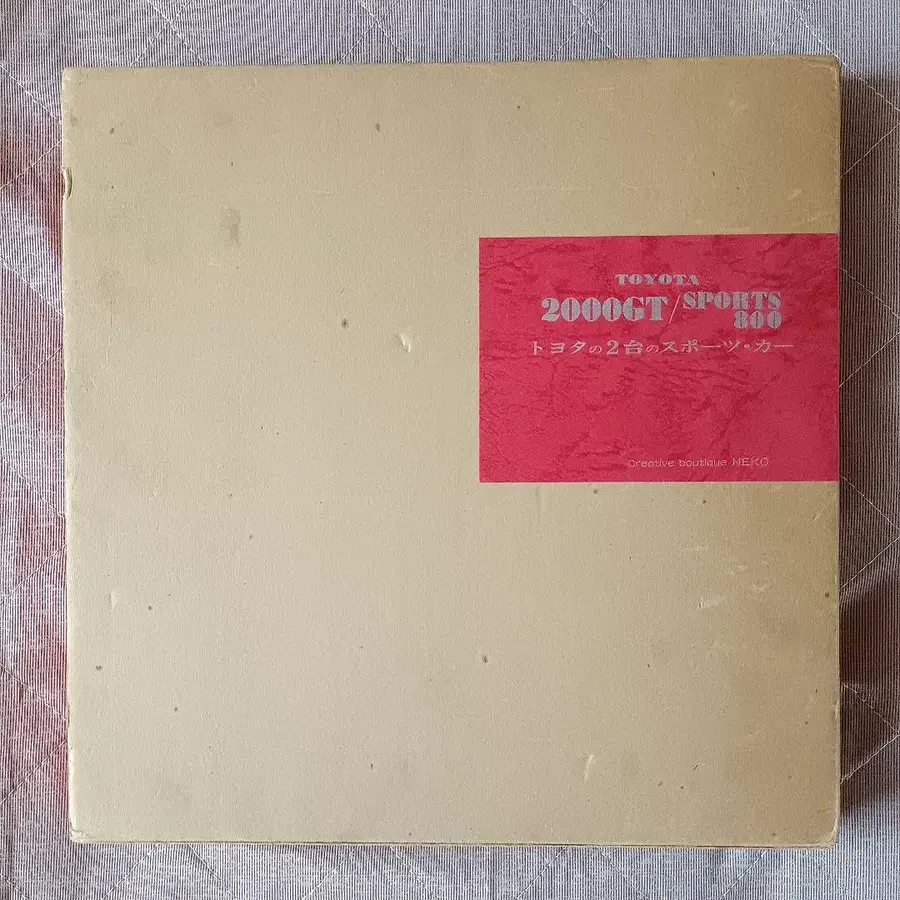 TOYOTA
2000GT/SPORTS
800
トヨタの2台のスポーツ・カー
Creative boutique NEKO